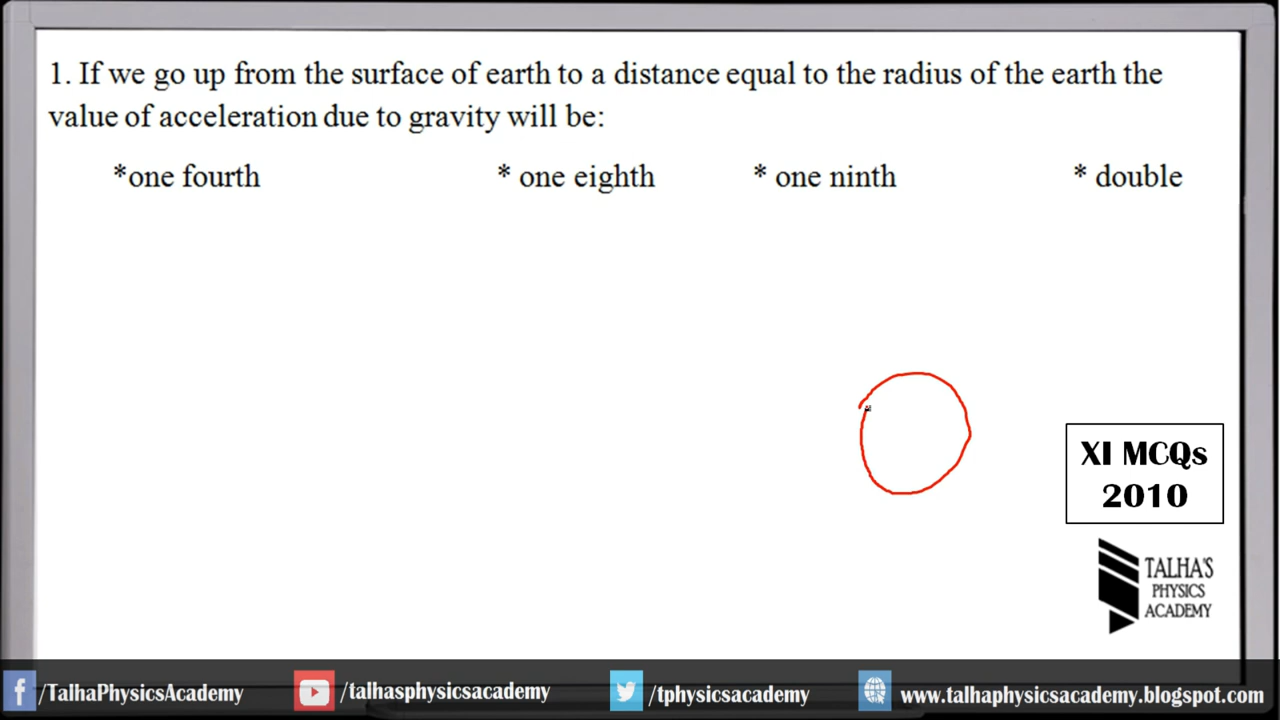 1. If we go up from the surface of earth to a distance equal to the radius of the earth the
value of acceleration due to gravity will be:
*one fourth * one eighth * one ninth * double
XI MCQs
2010
TALHA'S
PHYSICS
ACADEMY
/TalhaPhysicsAcademy /talhasphysicsacademy /tphysicsacademy www.talhaphysicsacademy.blogspot.com